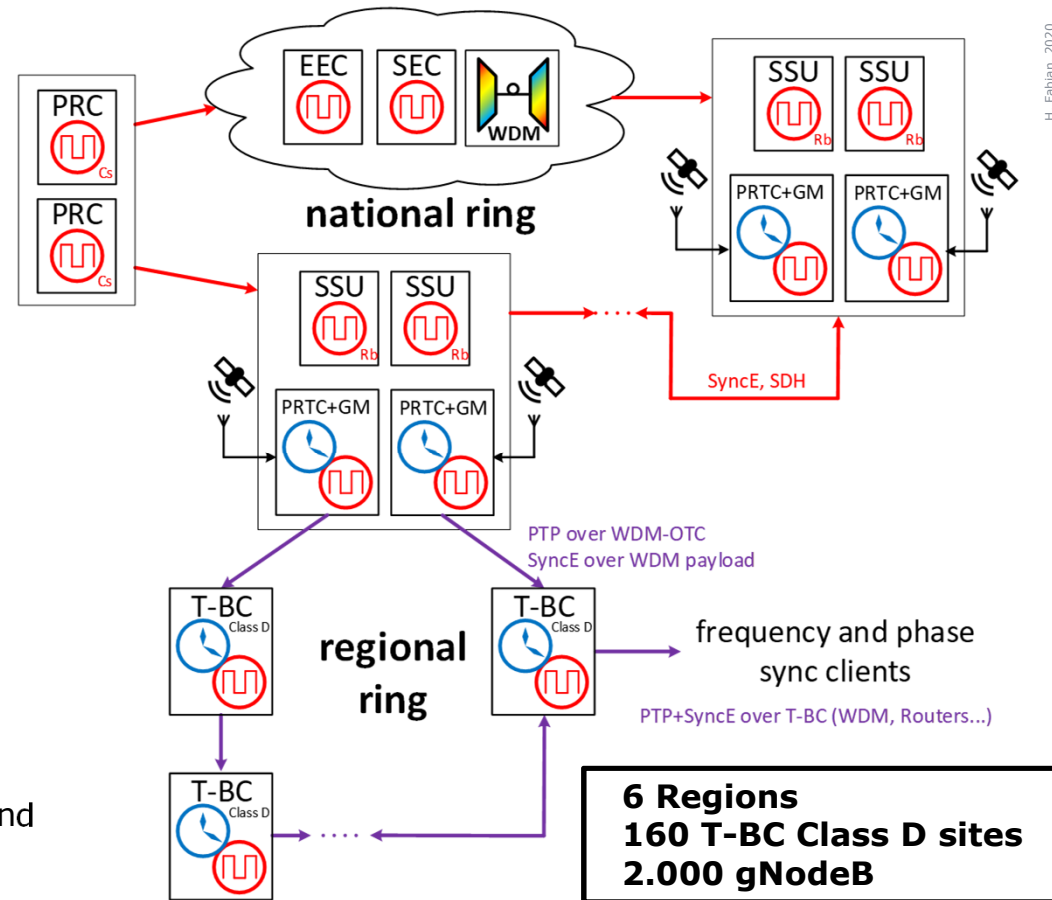 H. Fabian, 2020
PRC
Cs
PRC
Cs
EEC
SEC
WDM
national ring
SSU
Rb
SSU
Rb
PRTC+GM
PRTC+GM
SSU
Rb
SSU
Rb
PRTC+GM
PRTC+GM
SyncE, SDH
PTP over WDM-OTC
SyncE over WDM payload
T-BC
Class D
regional
ring
T-BC
Class D
frequency and phase
sync clients
PTP+SyncE over T-BC (WDM, Routers...)
T-BC
Class D
nd
6 Regions
160 T-BC Class D sites
2.000 gNodeB